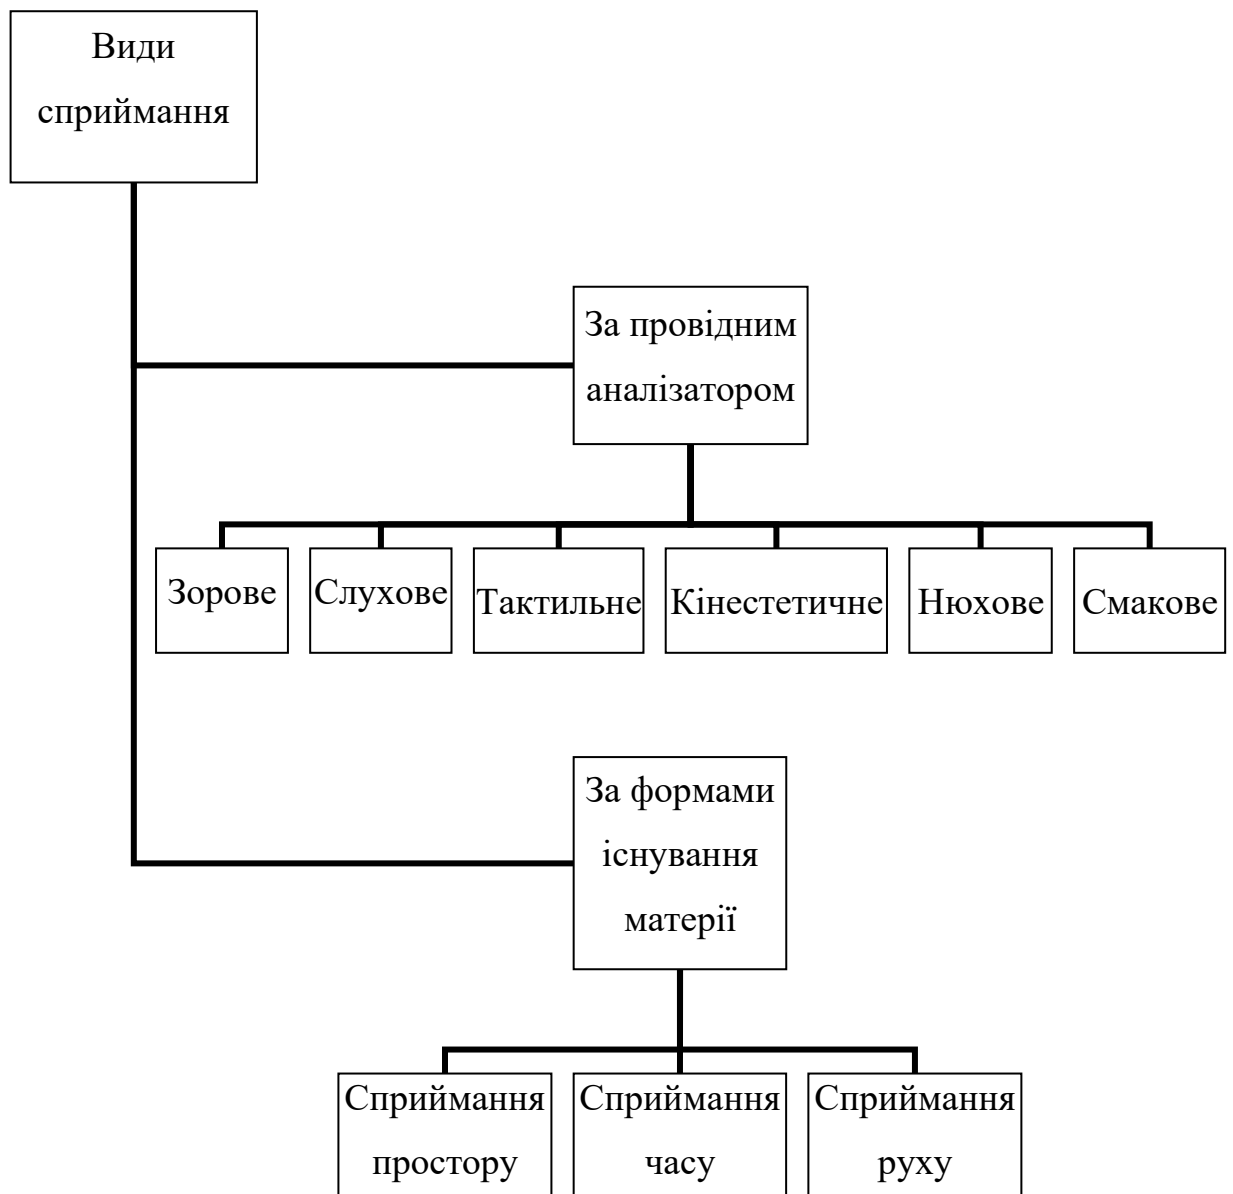 Види
сприймання
За провідним
аналізатором
Зорове
Слухове
Тактильне
Кінестетичне
Нюхове
Смакове
За формами
існування
матерії
Сприймання
простору
Сприймання
часу
Сприймання
руху